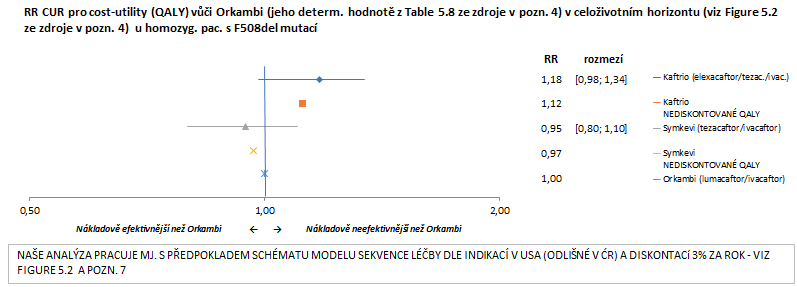 RR CUR pro cost-utility (QALY) vůči Orkambi (jeho determ. hodnotě z Table 5.8 ze zdroje v pozn. 4) v celoživotním horizontu (viz Figure 5.2
ze zdroje v pozn. 4) u homozyg. pac. s F508del mutací
RR rozmezí
1,18 [0,98; 1,34] Kaftrio (elexacaftor/tezac./ivac.)
1,12 Kaftrio
NEDISKONTOVANÉ QALY
0,95 [0,80; 1,10] Symkevi (tezacaftor/ivacaftor)
0,97 Symkevi
NEDISKONTOVANÉ QALY
1,00 Orkambi (lumacaftor/ivacaftor)
0,50 1,00 2,00
Nákladově efektivnější než Orkambi ← → Nákladově neefektivnější než Orkambi
NAŠE ANALÝZA PRACUJE MJ. S PŘEDPOKLADEM SCHÉMATU MODELU SEKVENCE LÉČBY DLE INDIKACÍ V USA (ODLIŠNÉ V ĆR) A DISKONTACí 3% ZA ROK - VIZ
FIGURE 5.2 A POZN. 7